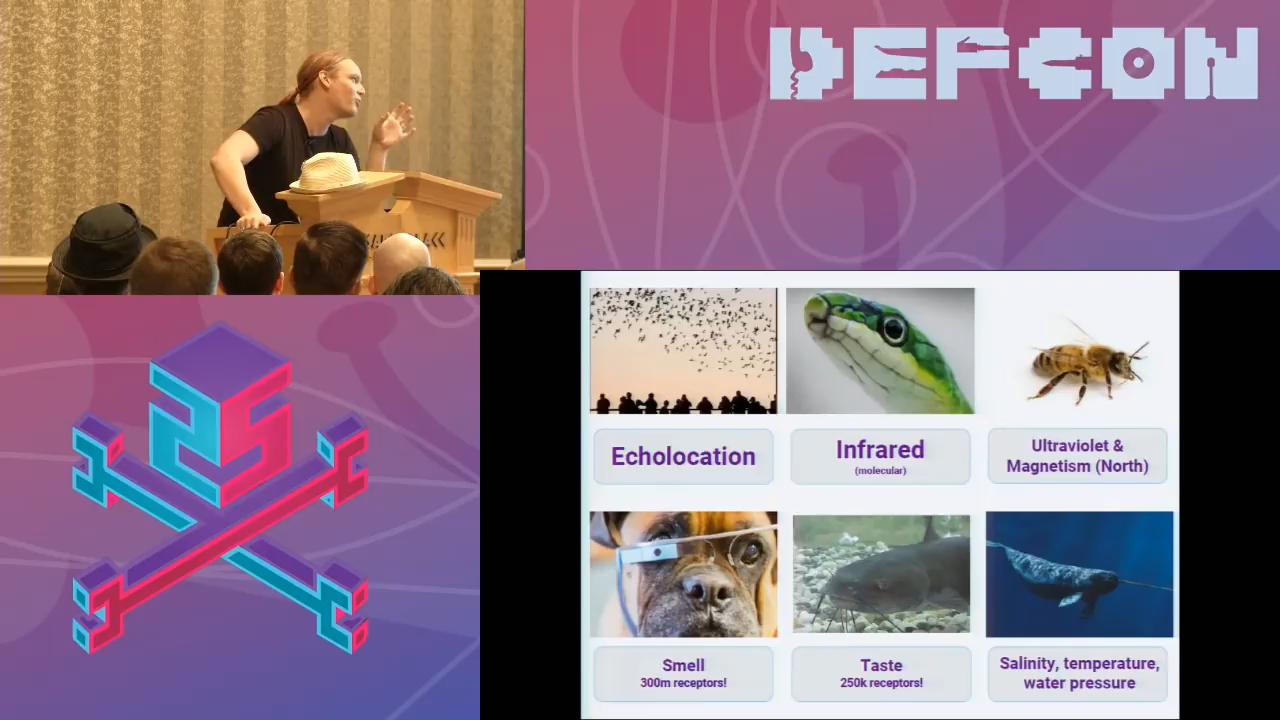 DEFCON
Echolocation
Infrared
(molecular)
Ultraviolet &
Magnetism (North)
Smell
300m receptors!
Taste
250k receptors!
Salinity, temperature,
water pressure